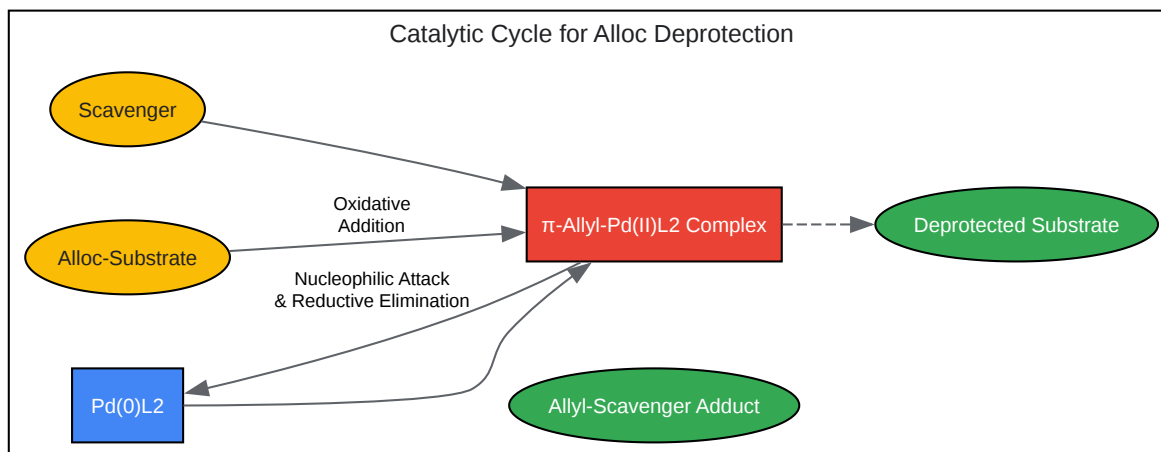 Catalytic Cycle for Alloc Deprotection
Scavenger
Oxidative
Addition
π-Allyl-Pd(II)L2 Complex
Deprotected Substrate
Alloc-Substrate
Nucleophilic Attack
& Reductive Elimination
Pd(0)L2
Allyl-Scavenger Adduct